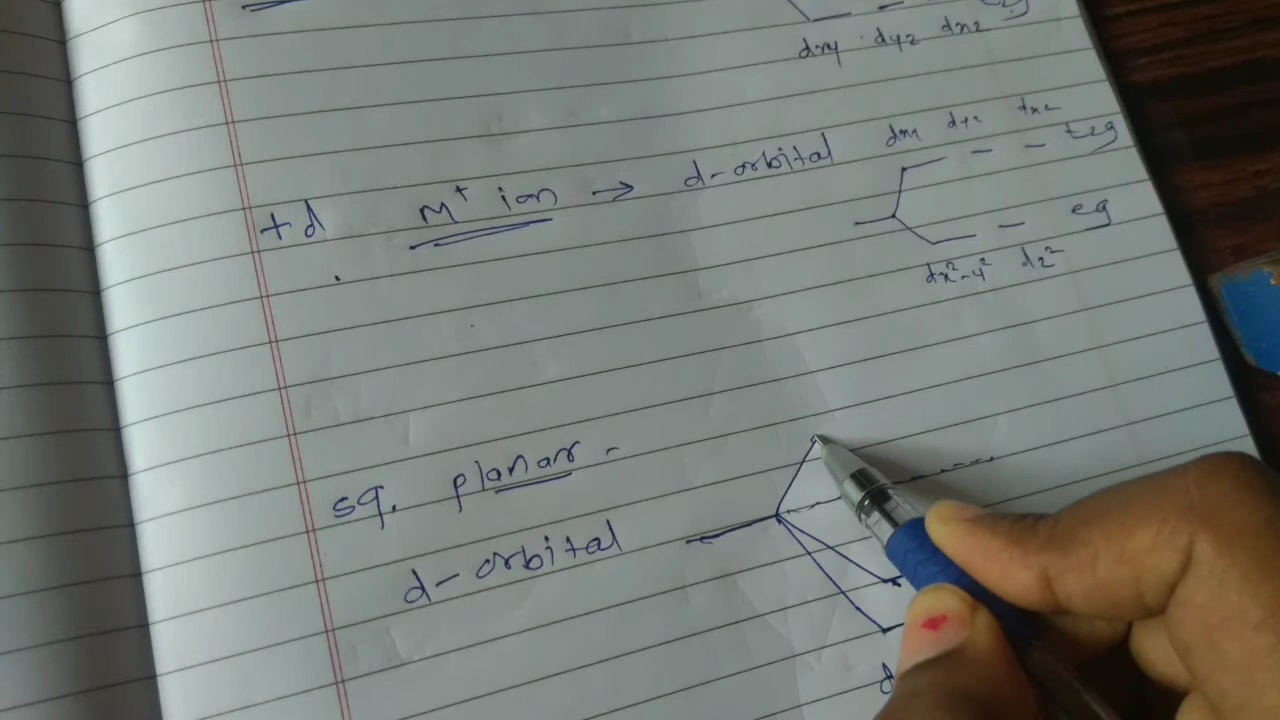 dxy dyz dxz
dxy dyz dxz
td M⁺ ion → d-orbital t2g
eg
dx²-y² dz²
sq. planar -
d-orbital
d